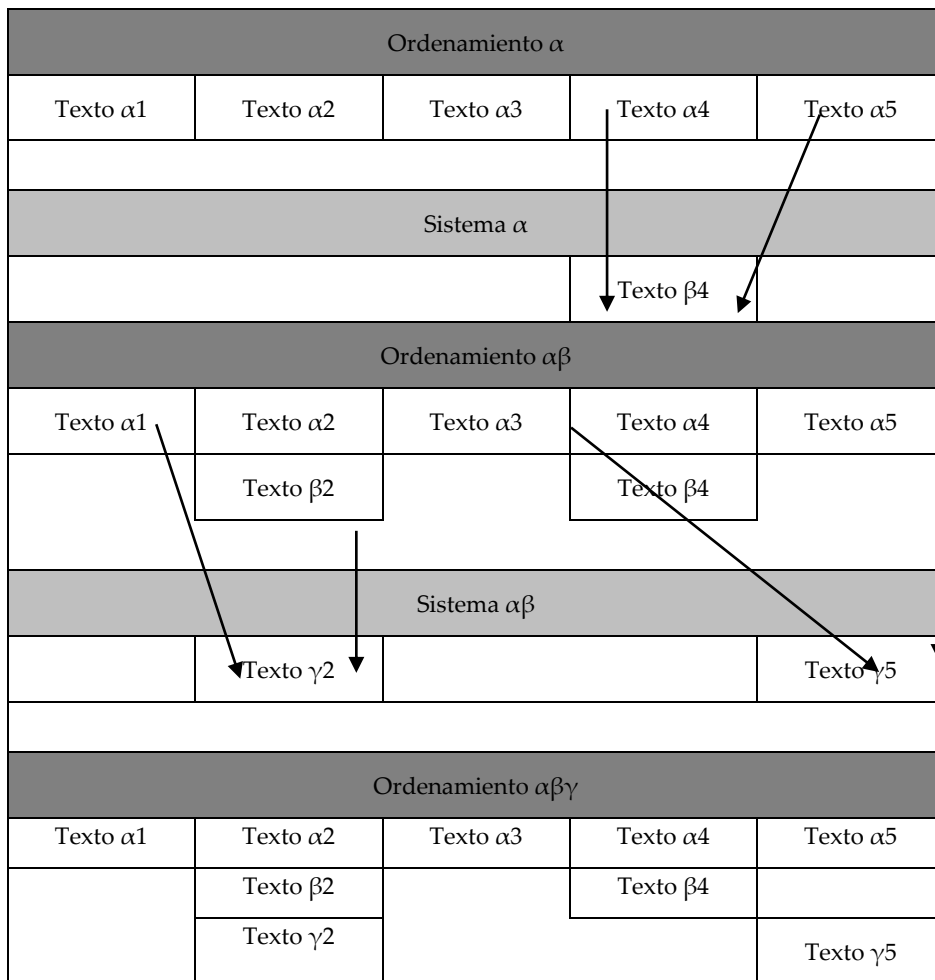 Ordenamiento α
Texto α1 Texto α2 Texto α3 Texto α4 Texto α5
Sistema α
Texto β4
Ordenamiento αβ
Texto α1 Texto α2 Texto α3 Texto α4 Texto α5
Texto β2 Texto β4
Sistema αβ
Texto γ2 Texto γ5
Ordenamiento αβγ
Texto α1 Texto α2 Texto α3 Texto α4 Texto α5
Texto β2 Texto β4
Texto γ2 Texto γ5